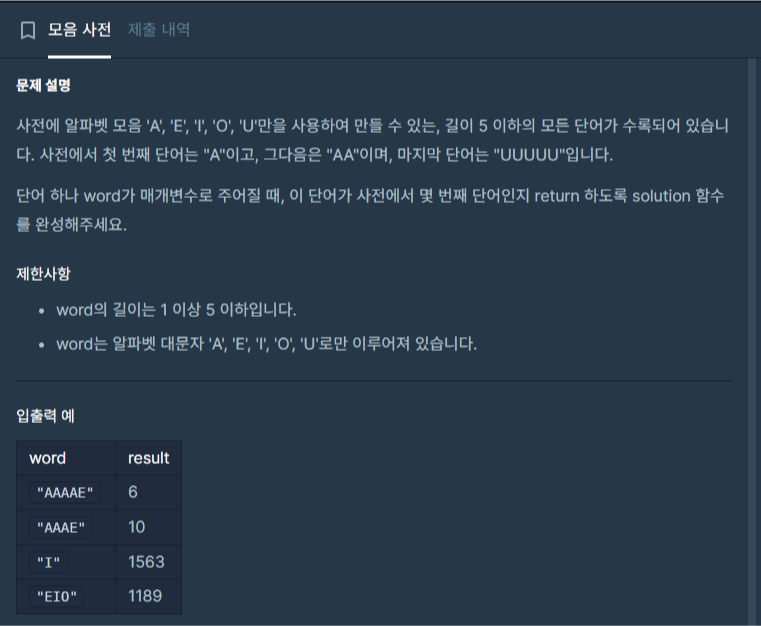 모음 사전 제출 내역
문제 설명
사전에 알파벳 모음 'A', 'E', 'I', 'O', 'U'만을 사용하여 만들 수 있는, 길이 5 이하의 모든 단어가 수록되어 있습니
다. 사전에서 첫 번째 단어는 "A"이고, 그다음은 "AA"이며, 마지막 단어는 "UUUUU"입니다.
단어 하나 word가 매개변수로 주어질 때, 이 단어가 사전에서 몇 번째 단어인지 return 하도록 solution 함수
를 완성해주세요.
제한사항
• word의 길이는 1 이상 5 이하입니다.
• word는 알파벳 대문자 'A', 'E', 'I', 'O', 'U'로만 이루어져 있습니다.
입출력 예
word result
"AAAAE" 6
"AAAE" 10
"I" 1563
"EIO" 1189